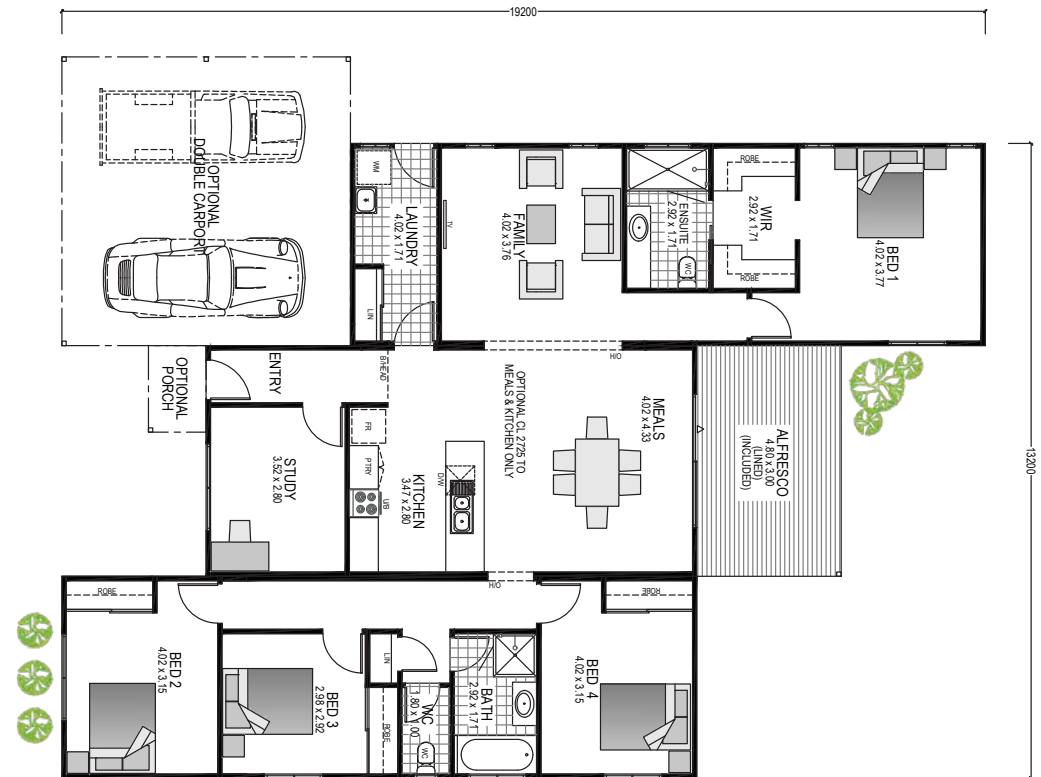 19200
13200
OPTIONAL
DOUBLE CARPORT
WM
LAUNDRY
4.02 x 1.71
LIN
TV
FAMILY
4.02 x 3.76
ENSUITE
2.92 x 1.71
WC
ROBE
WIR
2.92 x 1.71
ROBE
BED 1
4.02 x 3.77
H/O
OPTIONAL
PORCH
ENTRY
B/HEAD
STUDY
3.52 x 2.80
FR
PTRY
U/B
KITCHEN
3.47 x 2.80
D/W
OPTIONAL CL 2725 TO
MEALS & KITCHEN ONLY
MEALS
4.02 x 4.33
ALFRESCO
4.80 x 3.00
(LINED)
(INCLUDED)
H/O
ROBE
BED 2
4.02 x 3.15
BED 3
2.98 x 2.92
LIN
ROBE
WC
1.80 x 1.00
WC
BATH
2.92 x 1.71
ROBE
BED 4
4.02 x 3.15